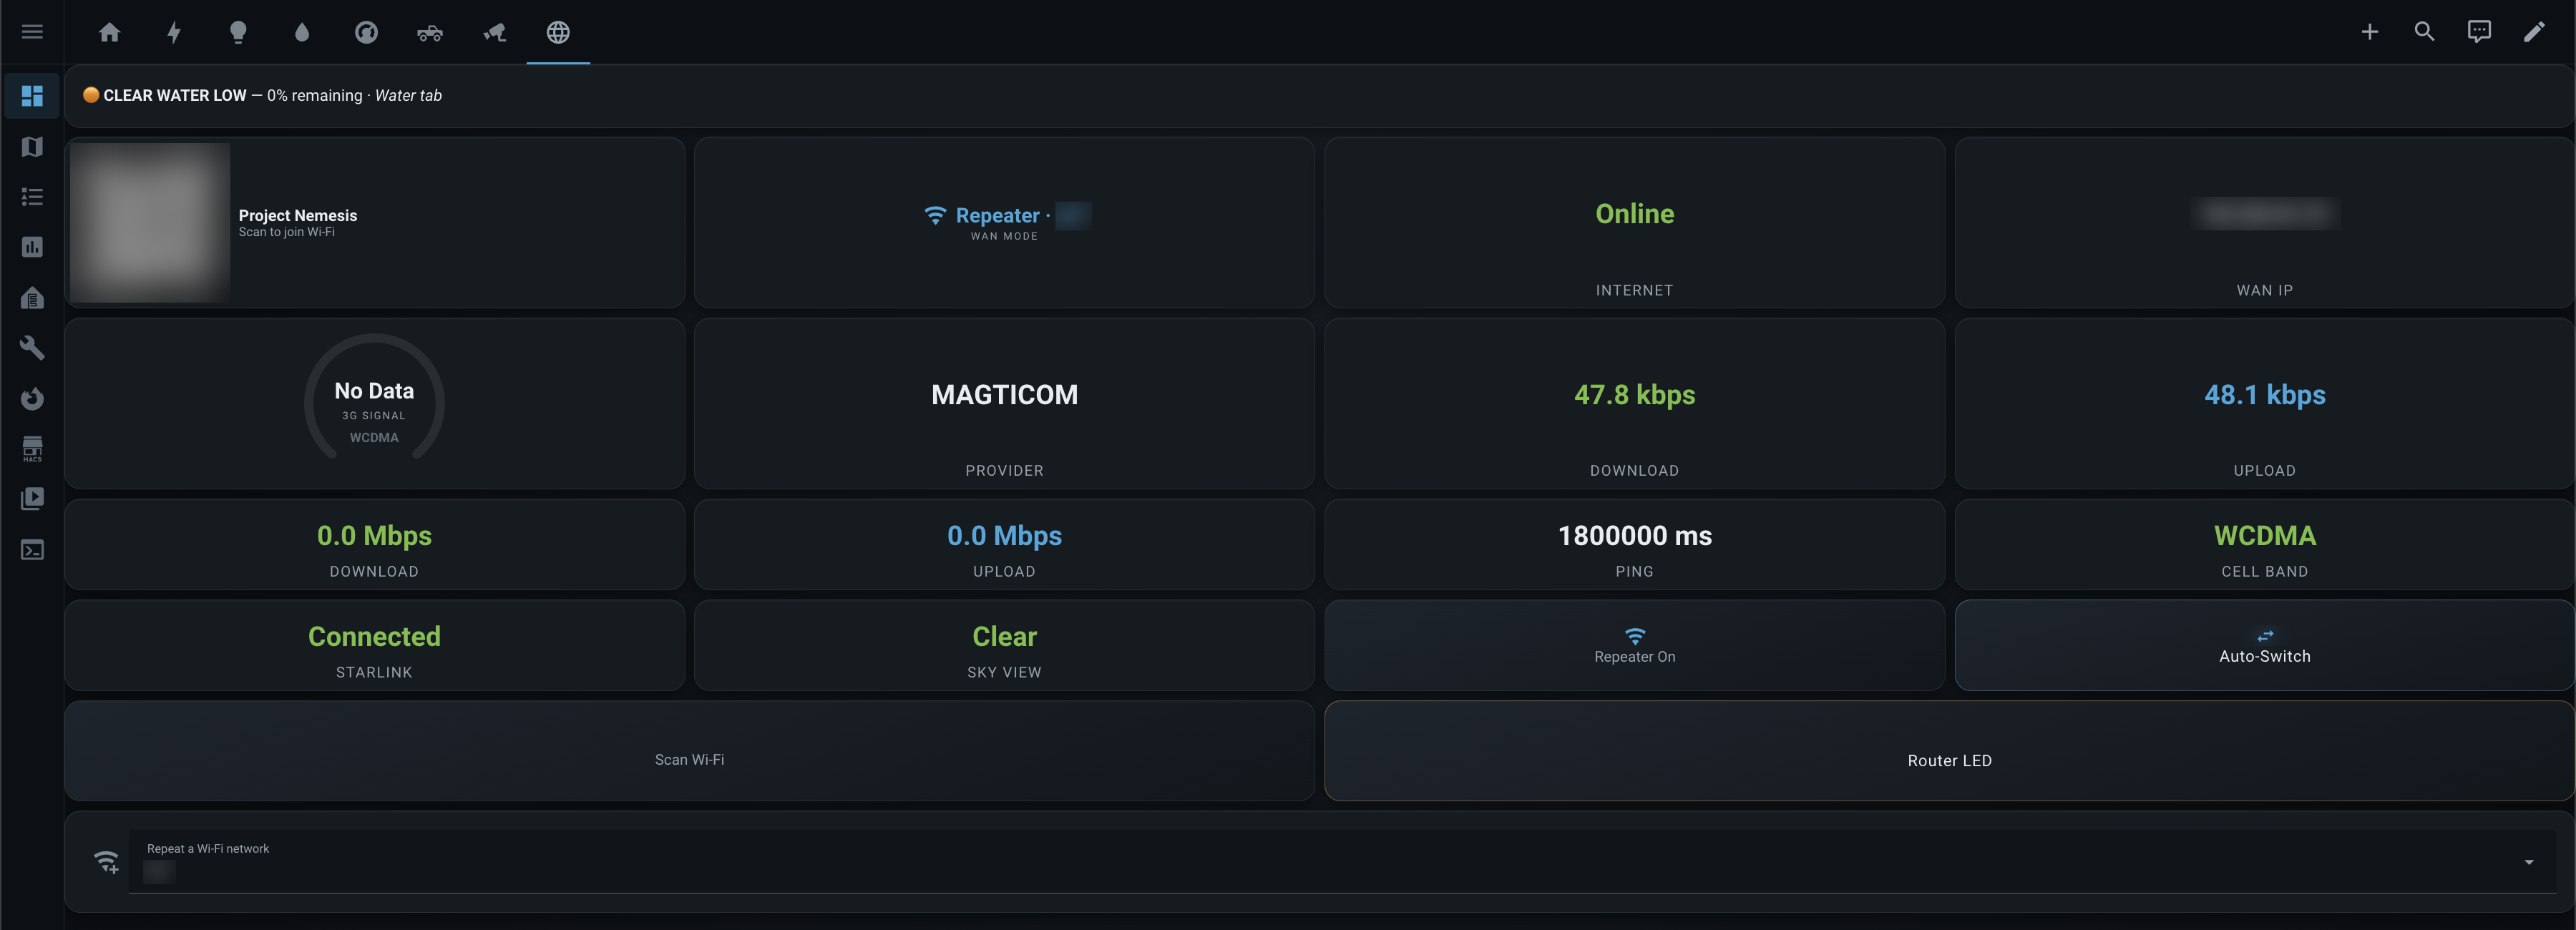 CLEAR WATER LOW — 0% remaining · Water tab
Project Nemesis
Scan to join Wi-Fi
Repeater ·
WAN MODE
Online
INTERNET
WAN IP
No Data
3G SIGNAL
WCDMA
MAGTICOM
PROVIDER
47.8 kbps
DOWNLOAD
48.1 kbps
UPLOAD
0.0 Mbps
DOWNLOAD
0.0 Mbps
UPLOAD
1800000 ms
PING
WCDMA
CELL BAND
Connected
STARLINK
Clear
SKY VIEW
Repeater On
Auto-Switch
HACS
Scan Wi-Fi
Router LED
Repeat a Wi-Fi network